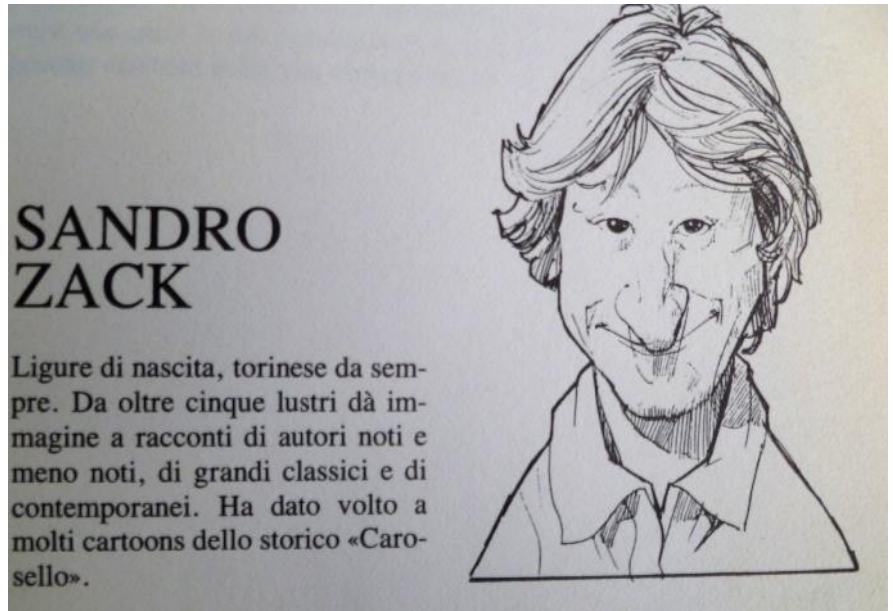 SANDRO
ZACK
Ligure di nascita, torinese da sem-
pre. Da oltre cinque lustri dà im-
magine a racconti di autori noti e
meno noti, di grandi classici e di
contemporanei. Ha dato volto a
molti cartoons dello storico «Caro-
sello».